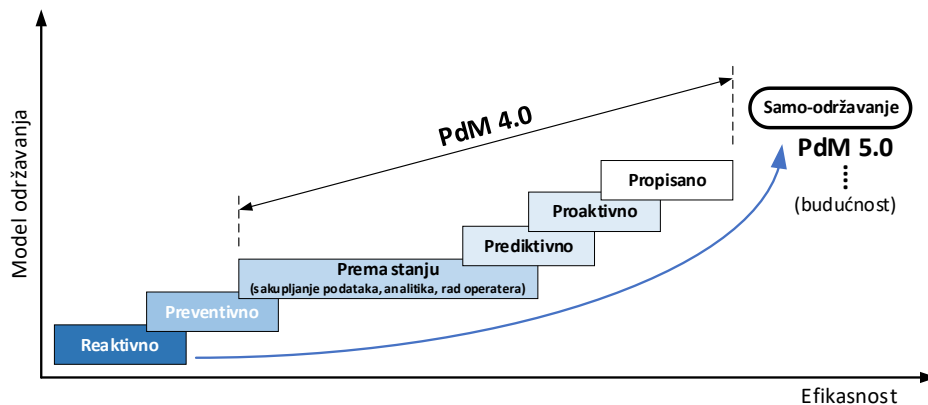 Model održavanja
PdM 4.0
Samo-održavanje
PdM 5.0
(budućnost)
Propisano
Proaktivno
Prediktivno
Prema stanju
(sakupljanje podataka, analitika, rad operatera)
Preventivno
Reaktivno
Efikasnost